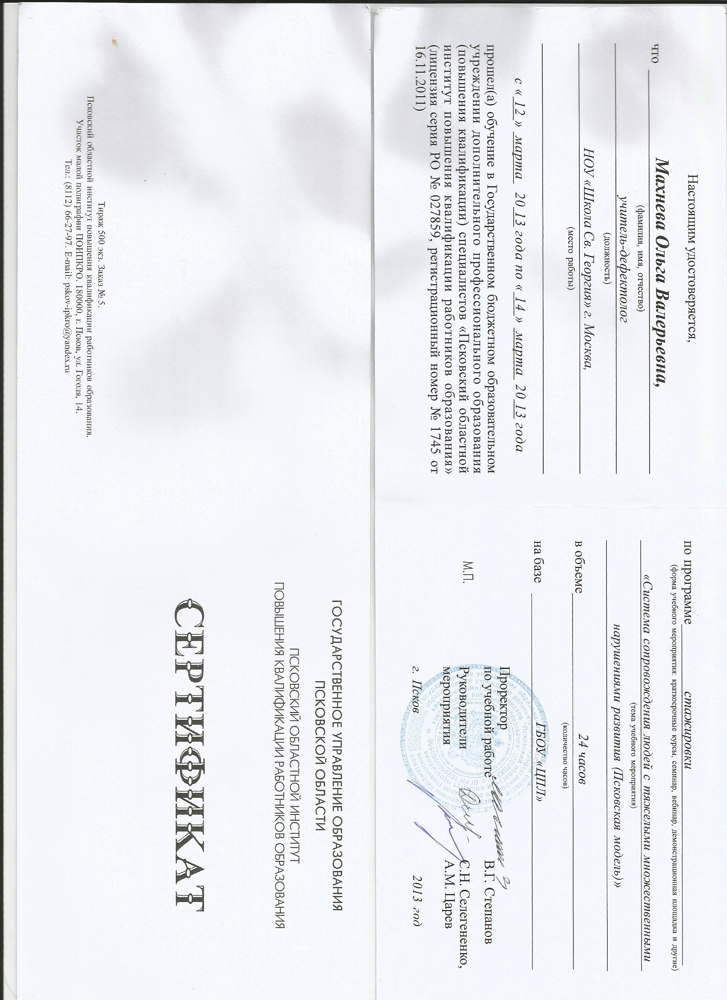 Настоящим удостоверяется,
что Махнева Ольга Валерьевна,
(фамилия, имя, отчество)
учитель-дефектолог
(должность)
НОУ «Школа Св. Георгия» г. Москва,
(место работы)
с « 12 » марта 20 13 года по « 14 » марта 20 13 года
прошел(а) обучение в Государственном бюджетном образовательном
учреждении дополнительного профессионального образования
(повышения квалификации) специалистов «Псковский областной
институт повышения квалификации работников образования»
(лицензия серия РО № 027859, регистрационный номер № 1745 от
16.11.2011)
по программе стажировки
(форма учебного мероприятия: краткосрочные курсы, семинар, вебинар, демонстрационная площадка и другие)
«Система сопровождения людей с тяжелыми множественными
(тема учебного мероприятия)
нарушениями развития (Псковская модель)»
в объеме 24 часов
(количество часов)
на базе ГБОУ «ЦЛП»
Проректор
по учебной работе В.Г. Степанов
М.П.
Руководители С.Н. Селегененко,
мероприятия А.М. Царев
г. Псков 2013 год
Тираж 500 экз. Заказ № 5.
Псковский областной институт повышения квалификации работников образования.
Участок малой полиграфии ПОИПКРО. 180000, г. Псков, ул. Гоголя, 14.
Тел.: (8112) 66-27-97. E-mail: pskov-ipkro@yandex.ru
ГОСУДАРСТВЕННОЕ УПРАВЛЕНИЕ ОБРАЗОВАНИЯ
ПСКОВСКОЙ ОБЛАСТИ
ПСКОВСКИЙ ОБЛАСТНОЙ ИНСТИТУТ
ПОВЫШЕНИЯ КВАЛИФИКАЦИИ РАБОТНИКОВ ОБРАЗОВАНИЯ
СЕРТИФИКАТ